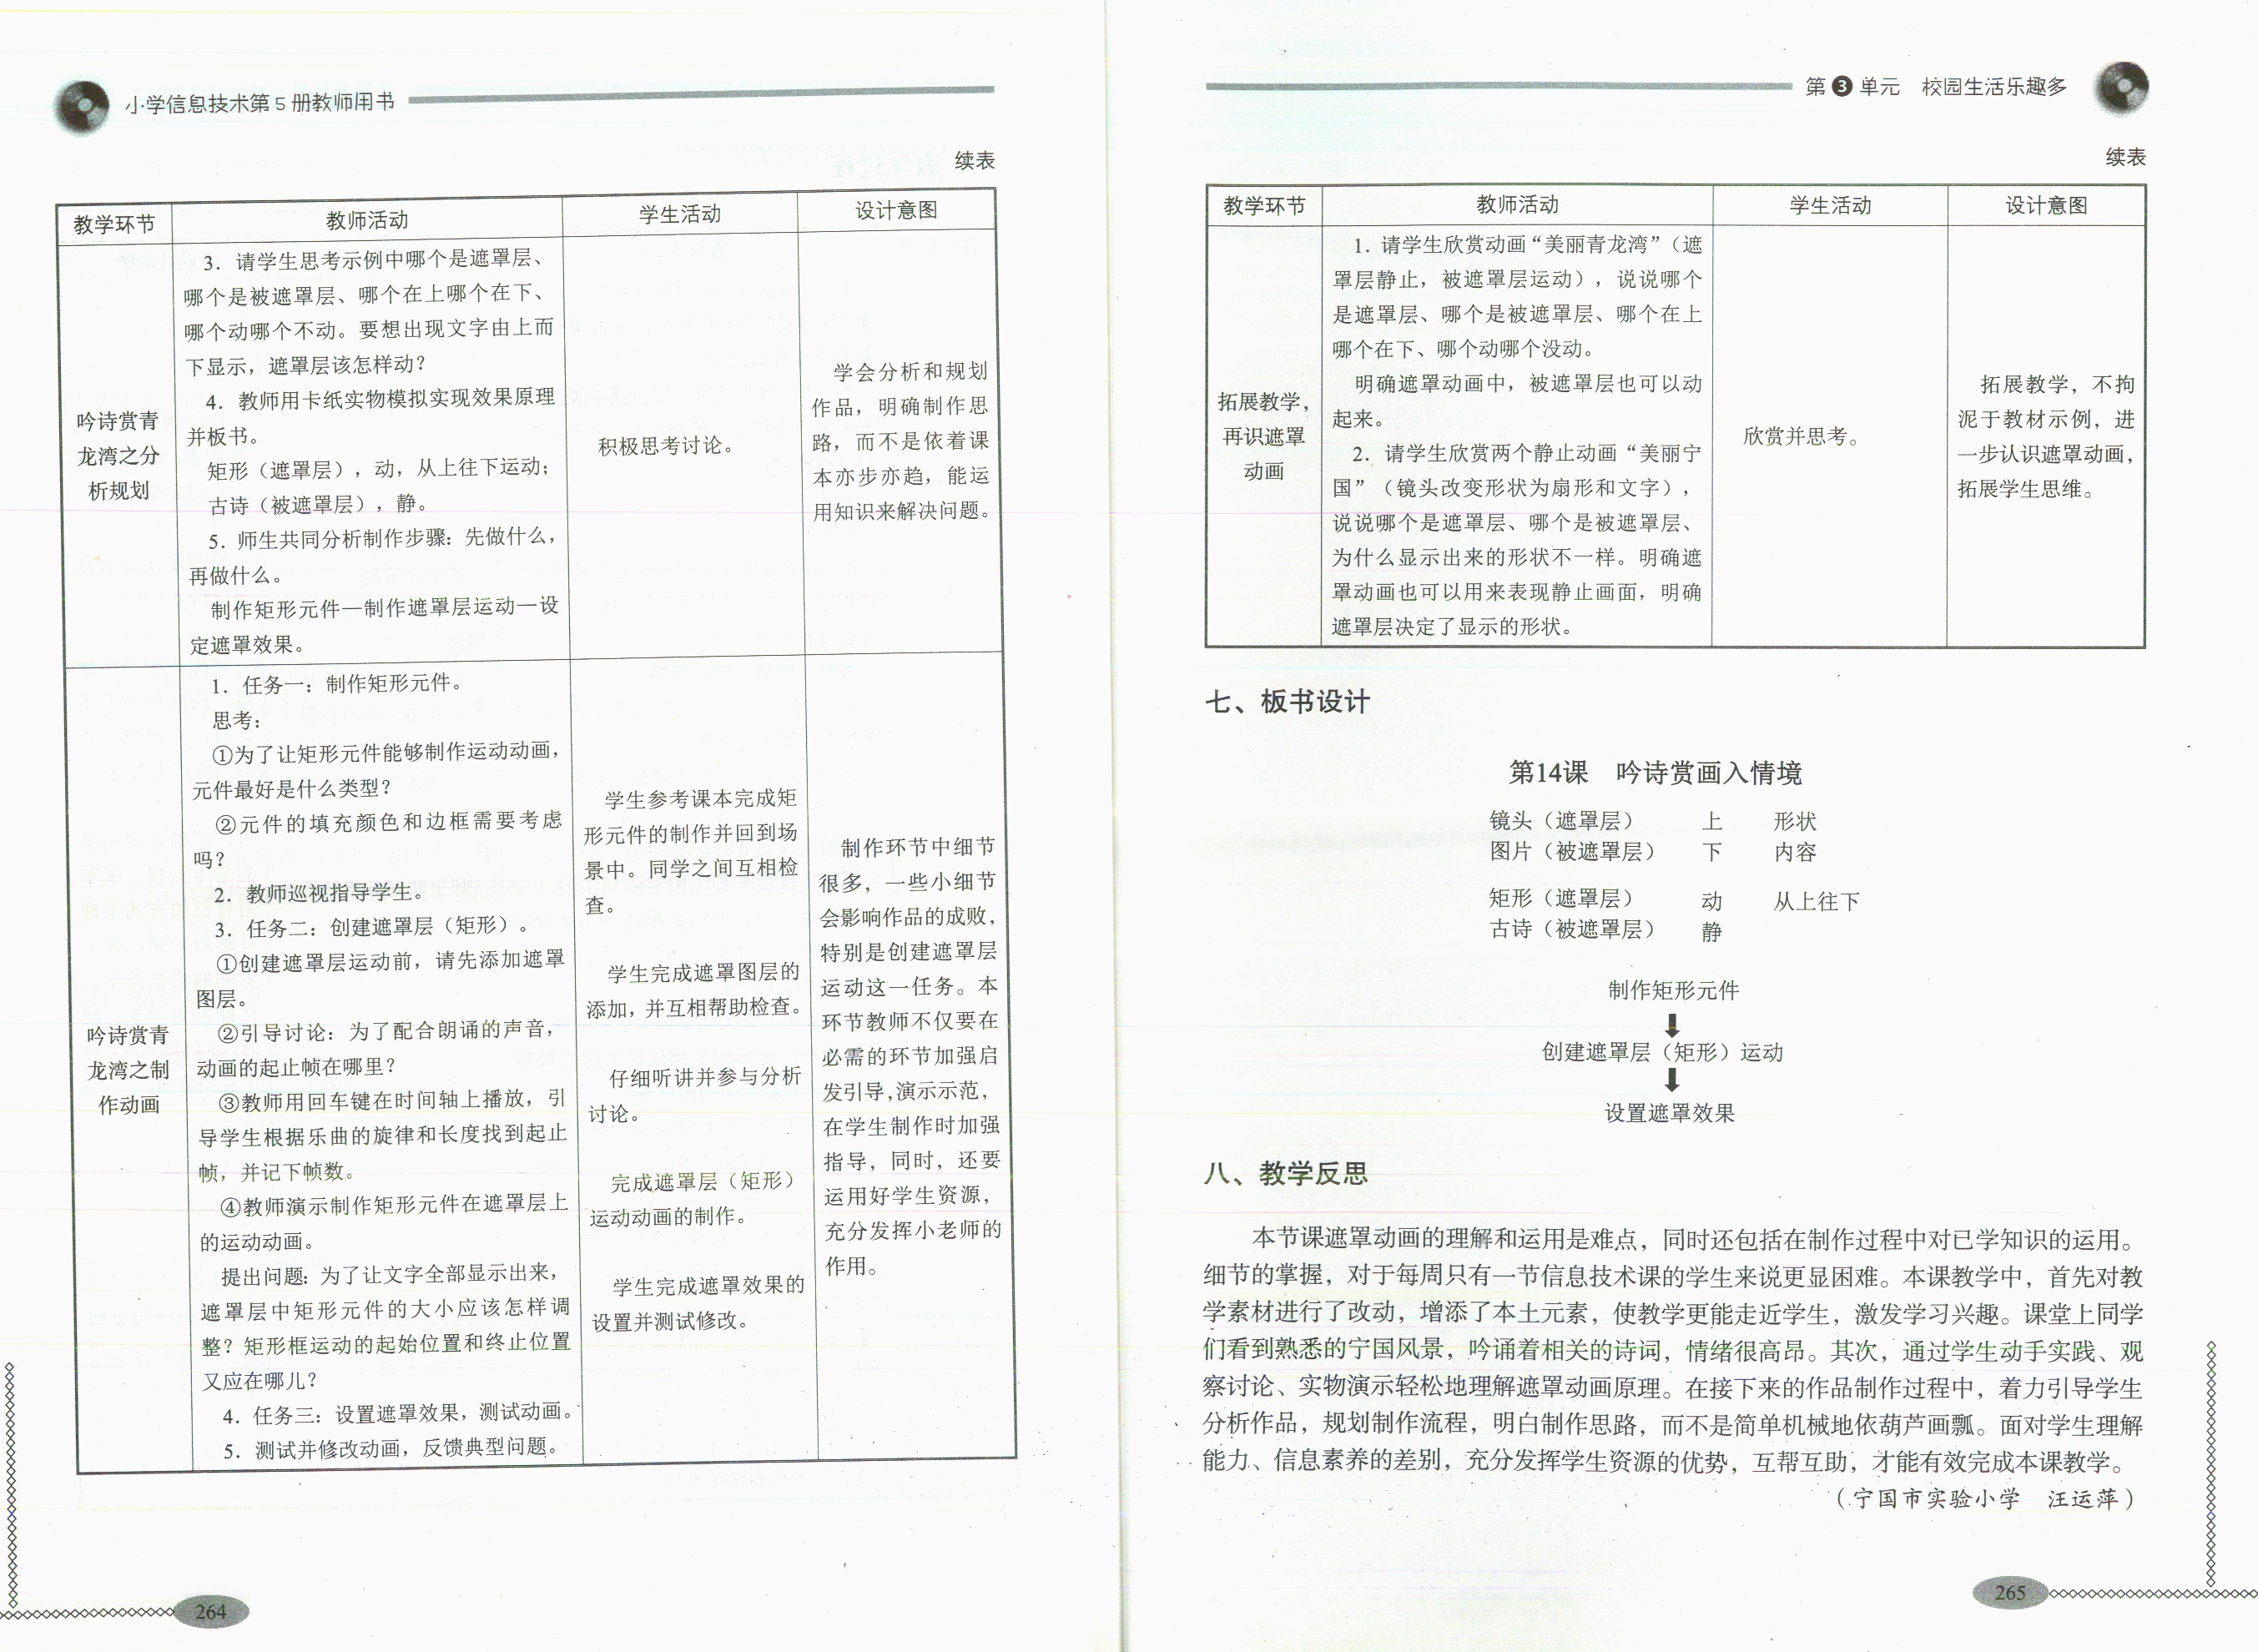 小学信息技术第5册教师用书
续表
教学环节
教师活动
学生活动
设计意图
吟诗赏青
龙湾之分
析规划
3. 请学生思考示例中哪个是遮罩层、
哪个是被遮罩层、哪个在上哪个在下、
哪个动哪个不动。要想出现文字由上而
下显示，遮罩层该怎样动？
4. 教师用卡纸实物模拟实现效果原理
并板书。
矩形（遮罩层），动，从上往下运动；
古诗（被遮罩层），静。
5. 师生共同分析制作步骤：先做什么，
再做什么。
制作矩形元件—制作遮罩层运动—设
定遮罩效果。
积极思考讨论。
学会分析和规划
作品，明确制作思
路，而不是依着课
本亦步亦趋，能运
用知识来解决问题。
吟诗赏青
龙湾之制
作动画
1. 任务一：制作矩形元件。
思考：
①为了让矩形元件能够制作运动动画，
元件最好是什么类型？
②元件的填充颜色和边框需要考虑
吗？
2. 教师巡视指导学生。
3. 任务二：创建遮罩层（矩形）。
①创建遮罩层运动前，请先添加遮罩
图层。
②引导讨论：为了配合朗诵的声音，
动画的起止帧在哪里？
③教师用回车键在时间轴上播放，引
导学生根据乐曲的旋律和长度找到起止
帧，并记下帧数。
④教师演示制作矩形元件在遮罩层上
的运动动画。
提出问题：为了让文字全部显示出来，
遮罩层中矩形元件的大小应该怎样调
整？矩形框运动的起始位置和终止位置
又应在哪儿？
4. 任务三：设置遮罩效果，测试动画。
5. 测试并修改动画，反馈典型问题。
学生参考课本完成矩
形元件的制作并回到场
景中。同学之间互相检
查。
学生完成遮罩图层的
添加，并互相帮助检查。
仔细听讲并参与分析
讨论。
完成遮罩层（矩形）
运动动画的制作。
学生完成遮罩效果的
设置并测试修改。
制作环节中细节
很多，一些小细节
会影响作品的成败，
特别是创建遮罩层
运动这一任务。本
环节教师不仅要在
必需的环节加强启
发引导，演示示范，
在学生制作时加强
指导，同时，还要
运用好学生资源，
充分发挥小老师的
作用。
264
第3单元 校园生活乐趣多
续表
教学环节
教师活动
学生活动
设计意图
拓展教学，
再识遮罩
动画
1. 请学生欣赏动画“美丽青龙湾”（遮
罩层静止，被遮罩层运动），说说哪个
是遮罩层、哪个是被遮罩层、哪个在上
哪个在下、哪个动哪个没动。
明确遮罩动画中，被遮罩层也可以动
起来。
2. 请学生欣赏两个静止动画“美丽宁
国”（镜头改变形状为扇形和文字），
说说哪个是遮罩层、哪个是被遮罩层、
为什么显示出来的形状不一样。明确遮
罩动画也可以用来表现静止画面，明确
遮罩层决定了显示的形状。
欣赏并思考。
拓展教学，不拘
泥于教材示例，进
一步认识遮罩动画，
拓展学生思维。
七、板书设计
第14课 吟诗赏画入情境
镜头（遮罩层） 上 形状
图片（被遮罩层） 下 内容
矩形（遮罩层） 动 从上往下
古诗（被遮罩层） 静
制作矩形元件
创建遮罩层（矩形）运动
设置遮罩效果
八、教学反思
本节课遮罩动画的理解和运用是难点，同时还包括在制作过程中对已学知识的运用。
细节的掌握，对于每周只有一节信息技术课的学生来说更显困难。本课教学中，首先对教
学素材进行了改动，增添了本土元素，使教学更能走近学生，激发学习兴趣。课堂上同学
们看到熟悉的宁国风景，吟诵着相关的诗词，情绪很高昂。其次，通过学生动手实践、观
察讨论、实物演示轻松地理解遮罩动画原理。在接下来的作品制作过程中，着力引导学生
分析作品，规划制作流程，明白制作思路，而不是简单机械地依葫芦画瓢。面对学生理解
能力、信息素养的差别，充分发挥学生资源的优势，互帮互助，才能有效完成本课教学。
（宁国市实验小学 汪运萍）
265